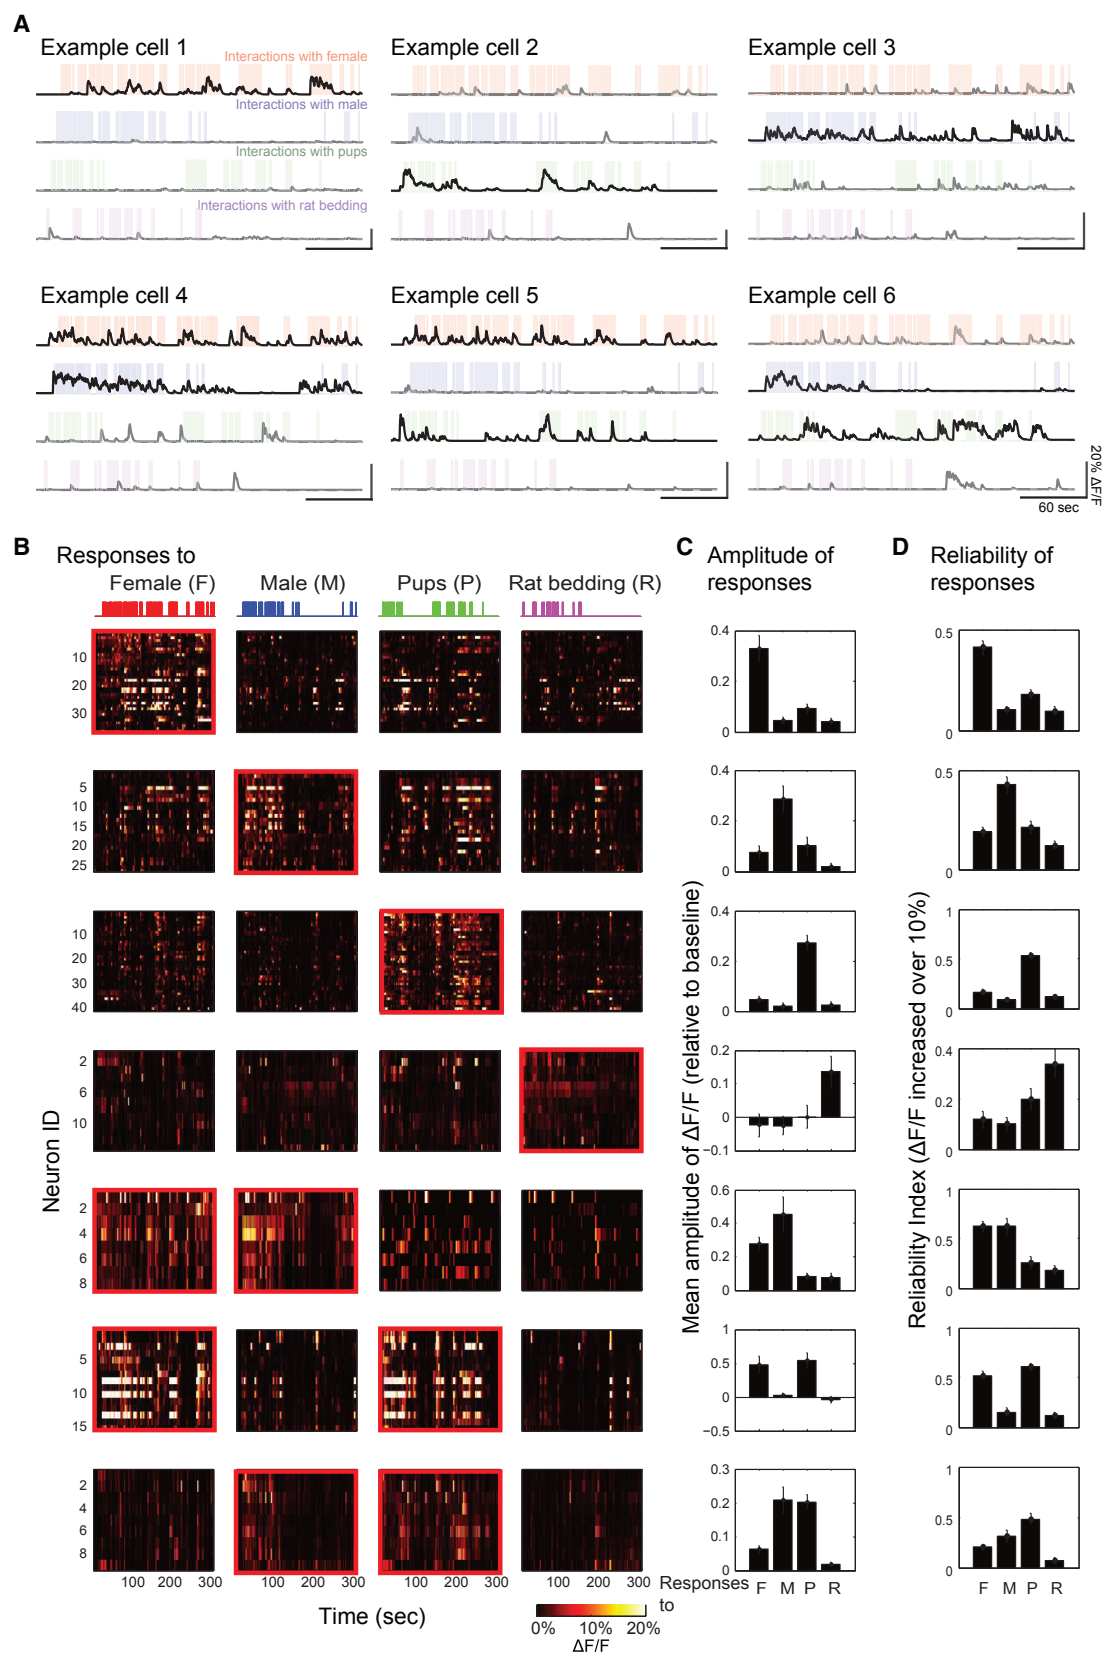 A
Example cell 1
Example cell 2
Example cell 3
Interactions with female
Interactions with male
Interactions with pups
Interactions with rat bedding
Example cell 4
Example cell 5
Example cell 6
20% ΔF/F
60 sec
B
Responses to
Female (F)
Male (M)
Pups (P)
Rat bedding (R)
C
Amplitude of
responses
D
Reliability of
responses
10
20
30
0.4
0.2
0
0.5
0
5
10
15
20
25
0.4
0.2
0
0.5
0
10
20
30
40
0.4
0.2
0
1
0.5
0
2
6
10
0.2
0.1
0
−0.1
0.4
0.2
0
2
4
6
8
0.6
0.4
0.2
0
1
0.5
0
5
10
15
1
0.5
0
−0.5
1
0.5
0
2
4
6
8
0.3
0.2
0.1
0
1
0.5
0
Neuron ID
Mean amplitude of ΔF/F (relative to baseline)
Reliability Index (ΔF/F increased over 10%)
100 200 300
100 200 300
100 200 300
100 200 300
Time (sec)
Responses
to
F M P R
F M P R
0% 10% 20%
ΔF/F